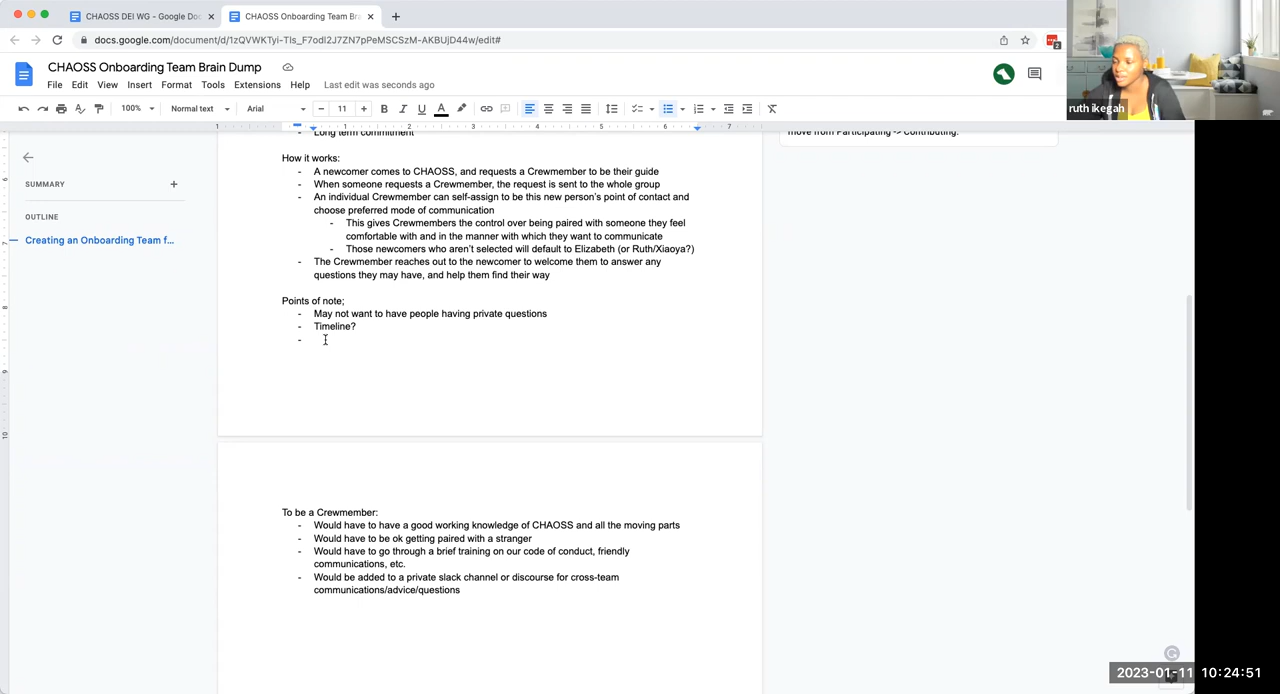 CHAOSS DEI WG - Google Doc
CHAOSS Onboarding Team Bra
docs.google.com/document/d/1zQVWKTyi-TIs_F7odI2J7ZN7pPeMSCSzM-AKBUjD44w/edit#
2
CHAOSS Onboarding Team Brain Dump
File Edit View Insert Format Tools Extensions Help Last edit was seconds ago
100% Normal text Arial 11
ruth ikegah
1 1 2 3 4 5 6 7
SUMMARY
OUTLINE
Creating an Onboarding Team f...
- Long term commitment
move from Participating -> Contributing.
How it works:
- A newcomer comes to CHAOSS, and requests a Crewmember to be their guide
- When someone requests a Crewmember, the request is sent to the whole group
- An individual Crewmember can self-assign to be this new person's point of contact and
choose preferred mode of communication
- This gives Crewmembers the control over being paired with someone they feel
comfortable with and in the manner with which they want to communicate
- Those newcomers who aren't selected will default to Elizabeth (or Ruth/Xiaoya?)
- The Crewmember reaches out to the newcomer to welcome them to answer any
questions they may have, and help them find their way
Points of note;
- May not want to have people having private questions
- Timeline?
-
To be a Crewmember:
- Would have to have a good working knowledge of CHAOSS and all the moving parts
- Would have to be ok getting paired with a stranger
- Would have to go through a brief training on our code of conduct, friendly
communications, etc.
- Would be added to a private slack channel or discourse for cross-team
communications/advice/questions
2023-01-11 10:24:51